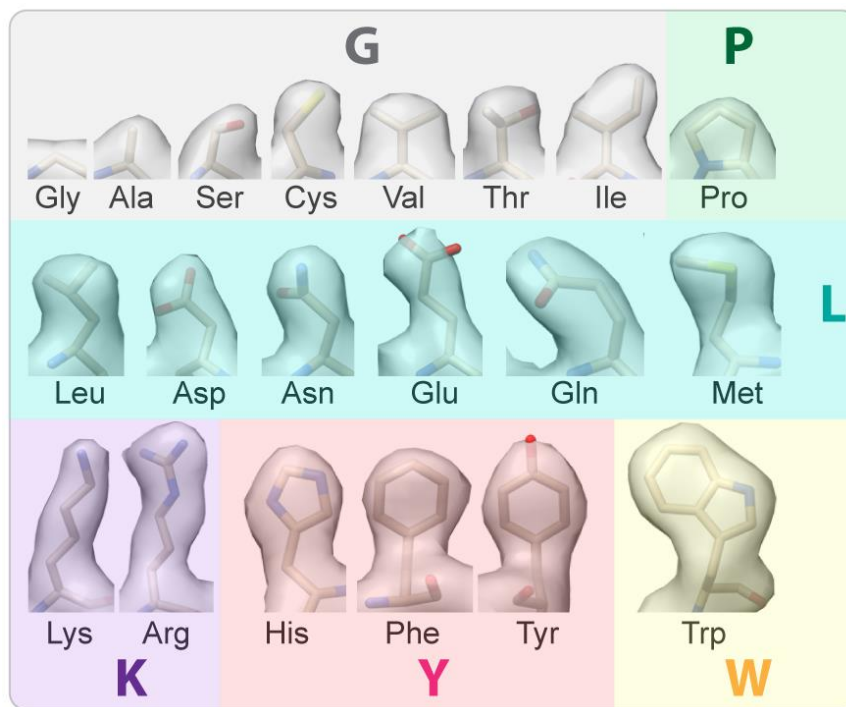 G P
Gly Ala Ser Cys Val Thr Ile Pro
L
Leu Asp Asn Glu Gln Met
Lys Arg His Phe Tyr Trp
K Y W